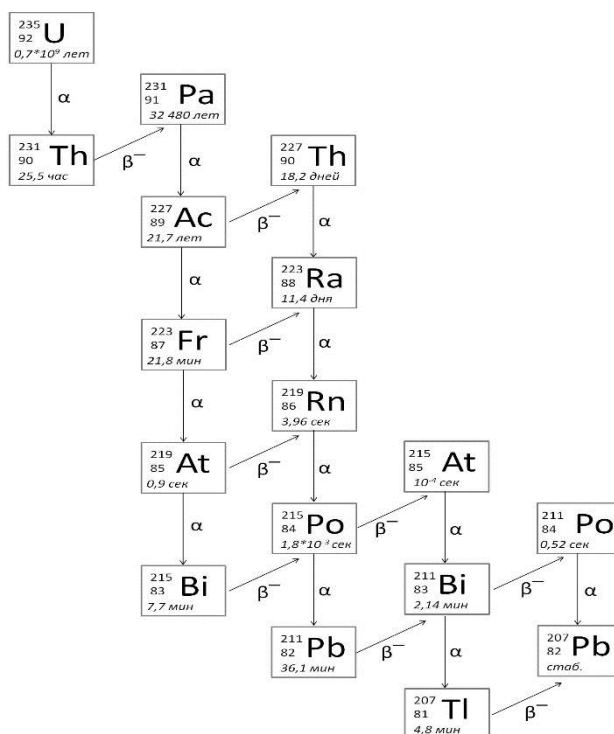 235
92 U
0,7*10⁹ лет
α
231
91 Pa
32 480 лет
231
90 Th
25,5 час
β⁻
α
227
90 Th
18,2 дней
227
89 Ac
21,7 лет
β⁻
α
α
223
88 Ra
11,4 дня
223
87 Fr
21,8 мин
β⁻
α
α
219
86 Rn
3,96 сек
219
85 At
0,9 сек
β⁻
α
α
215
85 At
10⁻⁴ сек
215
84 Po
1,8*10⁻³ сек
β⁻
α
211
84 Po
0,52 сек
215
83 Bi
7,7 мин
β⁻
α
211
83 Bi
2,14 мин
β⁻
α
211
82 Pb
36,1 мин
β⁻
α
207
82 Pb
стаб.
207
81 Tl
4,8 мин
β⁻